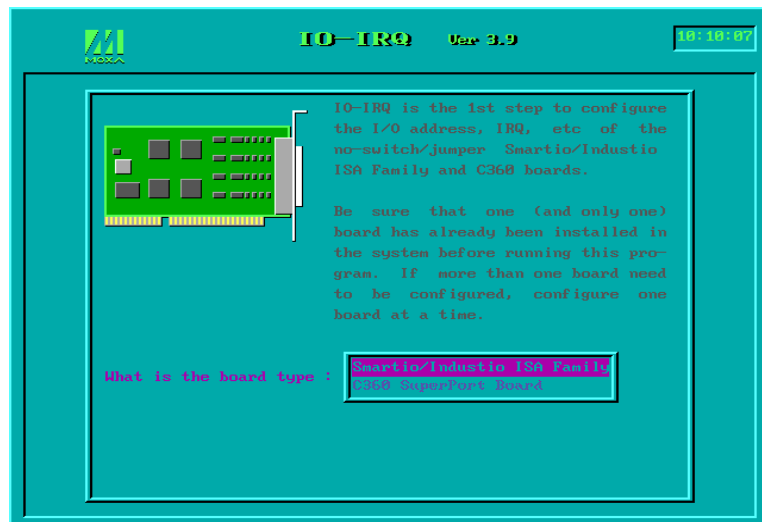 MOXA
IO-IRQ Ver 3.9
10:10:07
IO-IRQ is the 1st step to configure
the I/O address, IRQ, etc of the
no-switch/jumper Smartio/Industio
ISA Family and C360 boards.
Be sure that one (and only one)
board has already been installed in
the system before running this pro-
gram. If more than one board need
to be configured, configure one
board at a time.
What is the board type :
Smartio/Industio ISA Family
C360 SuperPort Board